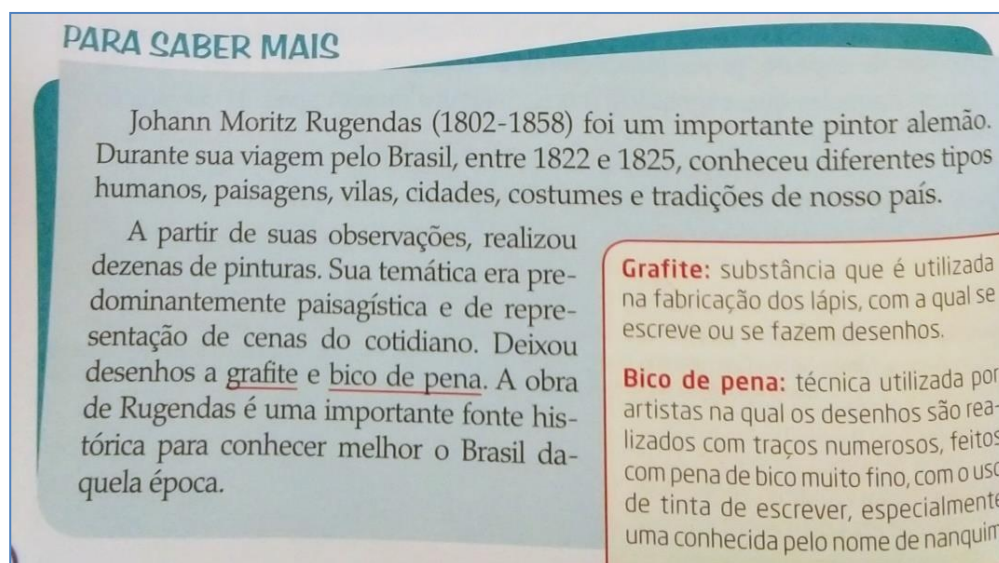 PARA SABER MAIS
Johann Moritz Rugendas (1802-1858) foi um importante pintor alemão.
Durante sua viagem pelo Brasil, entre 1822 e 1825, conheceu diferentes tipos
humanos, paisagens, vilas, cidades, costumes e tradições de nosso país.
A partir de suas observações, realizou
dezenas de pinturas. Sua temática era pre-
dominantemente paisagística e de repre-
sentação de cenas do cotidiano. Deixou
desenhos a grafite e bico de pena. A obra
de Rugendas é uma importante fonte his-
tórica para conhecer melhor o Brasil da-
quela época.
Grafite: substância que é utilizada
na fabricação dos lápis, com a qual se
escreve ou se fazem desenhos.
Bico de pena: técnica utilizada por
artistas na qual os desenhos são rea-
lizados com traços numerosos, feitos
com pena de bico muito fino, com o uso
de tinta de escrever, especialmente
uma conhecida pelo nome de nanquim